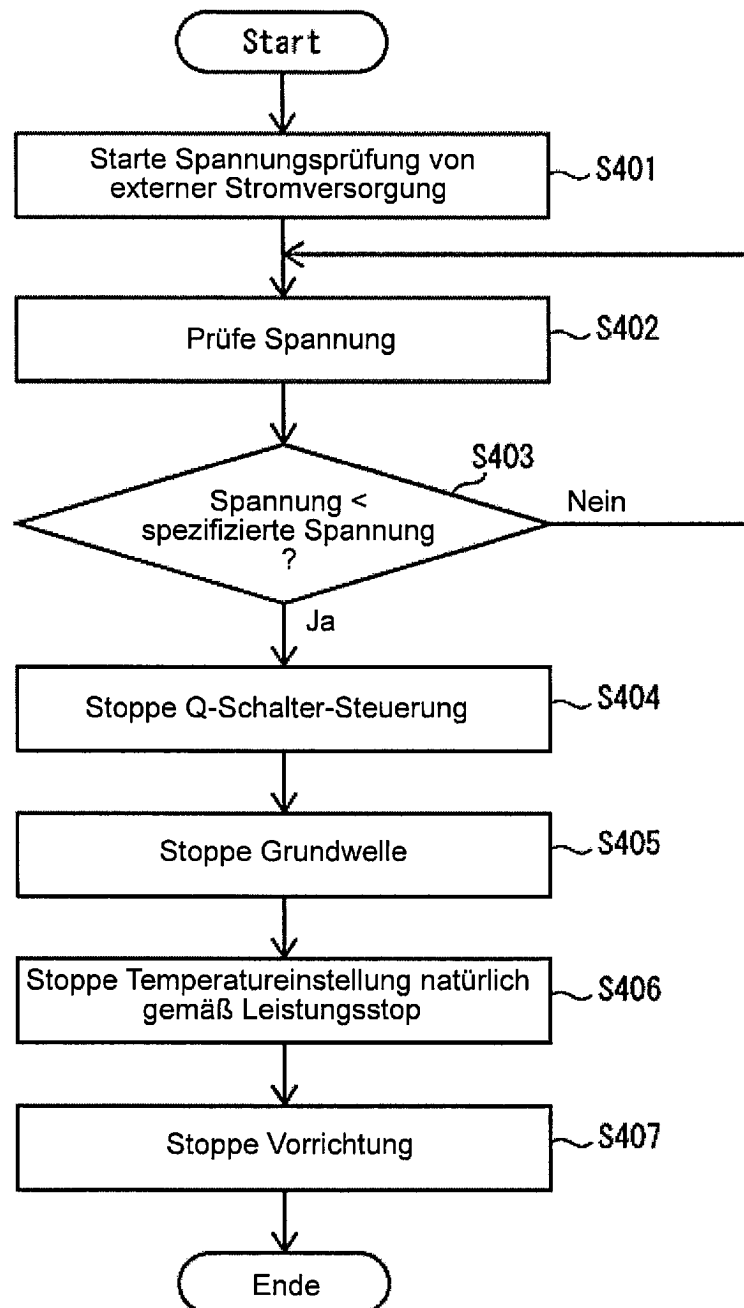 Start
Starte Spannungsprüfung von
externer Stromversorgung
S401
Prüfe Spannung
S402
S403
Spannung <
spezifizierte Spannung
?
Nein
Ja
Stoppe Q-Schalter-Steuerung
S404
Stoppe Grundwelle
S405
Stoppe Temperatureinstellung natürlich
gemäß Leistungsstop
S406
Stoppe Vorrichtung
S407
Ende